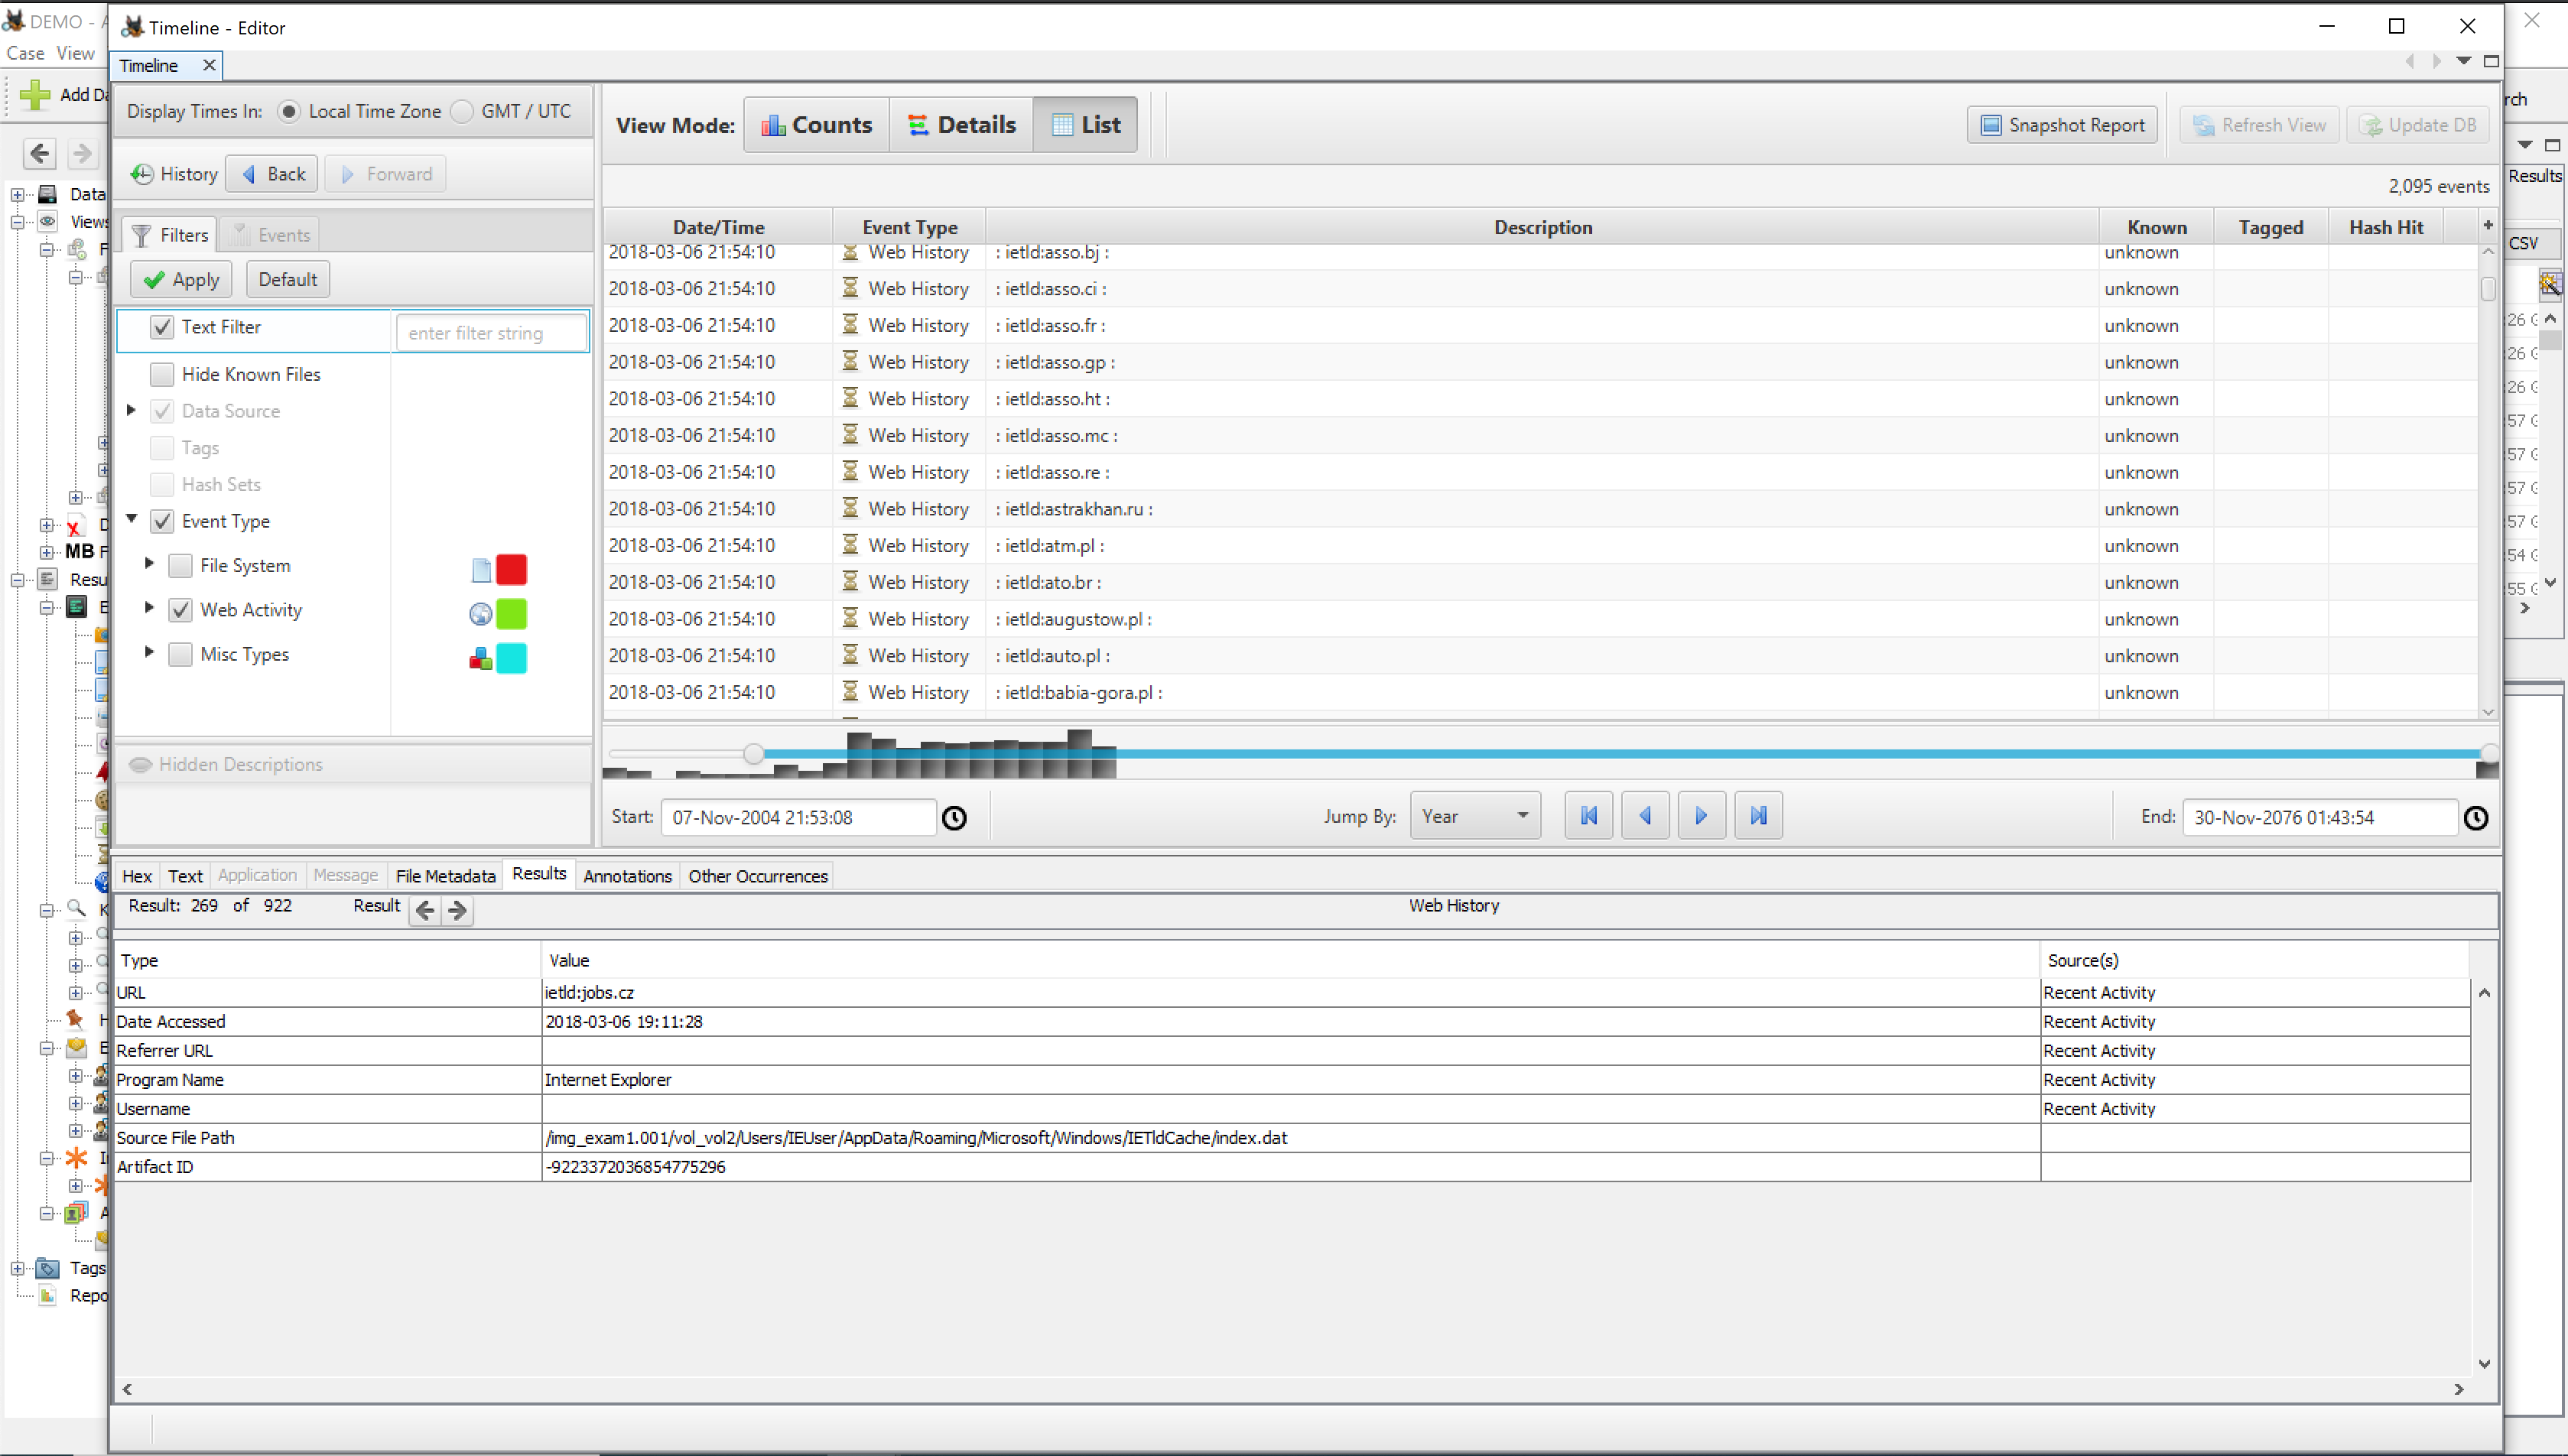 DEMO - A
Timeline - Editor
Case View
Timeline
Add Da
Display Times In: Local Time Zone GMT / UTC
View Mode: Counts Details List
Snapshot Report Refresh View Update DB
rch
History Back Forward
2,095 events
Results
Data
Views
F
Filters Events
Date/Time Event Type Description Known Tagged Hash Hit +
CSV
Apply Default
2018-03-06 21:54:10 Web History : ietld:asso.bj : unknown
2018-03-06 21:54:10 Web History : ietld:asso.ci : unknown
Text Filter enter filter string
2018-03-06 21:54:10 Web History : ietld:asso.fr : unknown
:26 G
Hide Known Files
2018-03-06 21:54:10 Web History : ietld:asso.gp : unknown
:26 G
Data Source
2018-03-06 21:54:10 Web History : ietld:asso.ht : unknown
:26 G
Tags
2018-03-06 21:54:10 Web History : ietld:asso.mc : unknown
:57 G
Hash Sets
2018-03-06 21:54:10 Web History : ietld:asso.re : unknown
:57 G
Event Type
2018-03-06 21:54:10 Web History : ietld:astrakhan.ru : unknown
:57 G
:57 G
D
2018-03-06 21:54:10 Web History : ietld:atm.pl : unknown
:54 G
MB F
File System
2018-03-06 21:54:10 Web History : ietld:ato.br : unknown
:55 G
Resu
E
Web Activity
2018-03-06 21:54:10 Web History : ietld:augustow.pl : unknown
Misc Types
2018-03-06 21:54:10 Web History : ietld:auto.pl : unknown
2018-03-06 21:54:10 Web History : ietld:babia-gora.pl : unknown
Hidden Descriptions
Start: 07-Nov-2004 21:53:08 Jump By: Year End: 30-Nov-2076 01:43:54
Hex Text Application Message File Metadata Results Annotations Other Occurrences
Result: 269 of 922 Result Web History
K
Type Value Source(s)
URL ietld:jobs.cz Recent Activity
H
Date Accessed 2018-03-06 19:11:28 Recent Activity
E
Referrer URL Recent Activity
Program Name Internet Explorer Recent Activity
Username Recent Activity
Source File Path /img_exam1.001/vol_vol2/Users/IEUser/AppData/Roaming/Microsoft/Windows/IETldCache/index.dat
Artifact ID -9223372036854775296
A
Tags
Repo